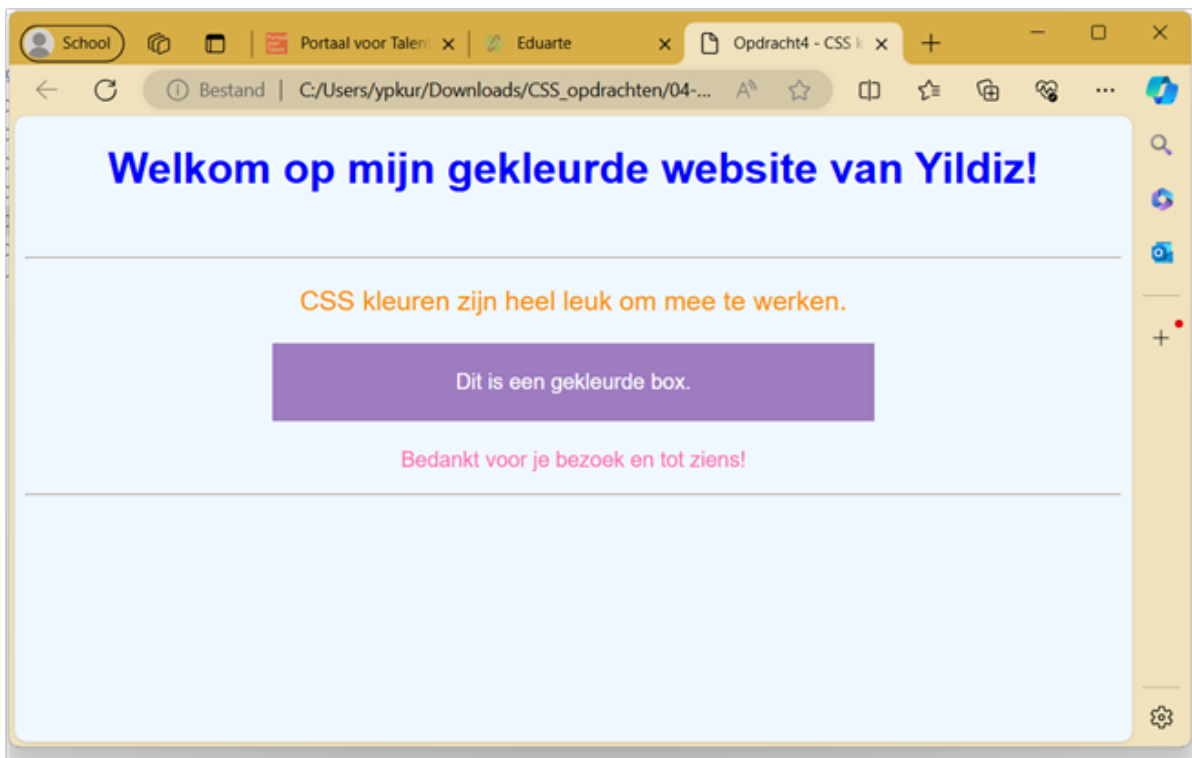 School
Portaal voor Talent
Eduarte
Opdracht4 - CSS k
Bestand
C:/Users/ypkur/Downloads/CSS_opdrachten/04-...
Welkom op mijn gekleurde website van Yildiz!
CSS kleuren zijn heel leuk om mee te werken.
Dit is een gekleurde box.
Bedankt voor je bezoek en tot ziens!